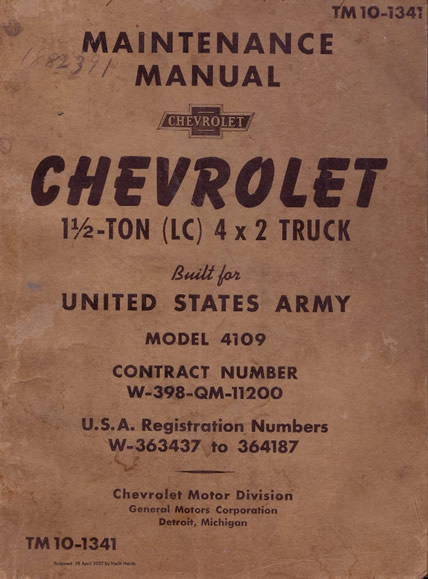 TM 10-1341
MAINTENANCE
MANUAL
CHEVROLET
CHEVROLET
1½-TON (LC) 4 x 2 TRUCK
Built for
UNITED STATES ARMY
MODEL 4109
CONTRACT NUMBER
W-398-QM-11200
U.S.A. Registration Numbers
W-363437 to 364187
Chevrolet Motor Division
General Motors Corporation
Detroit, Michigan
TM 10-1341